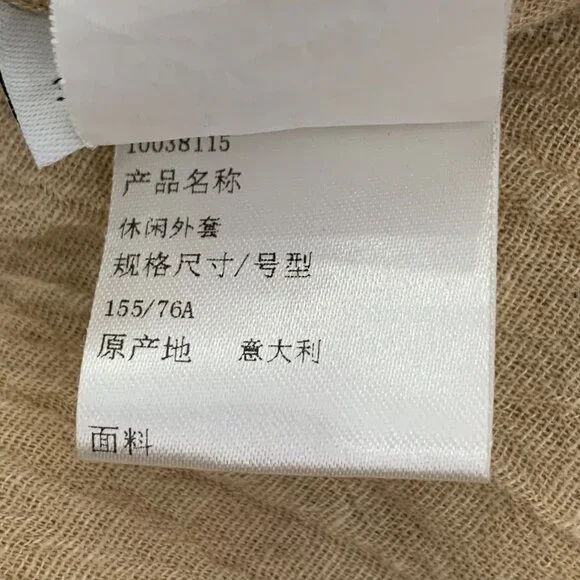 10038115
产品名称
休闲外套
规格尺寸/号型
155/76A
原产地 意大利
面料